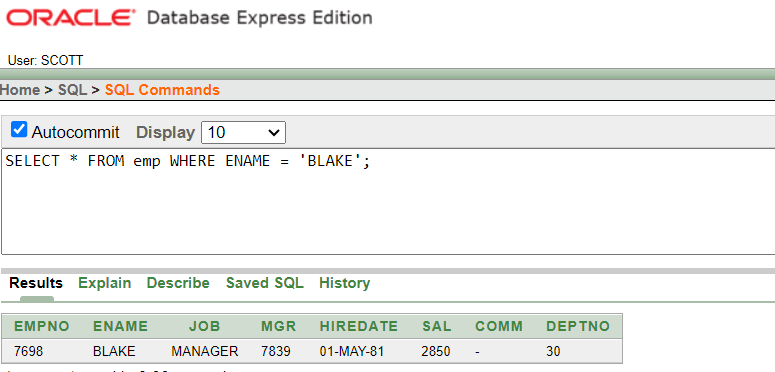 ORACLE Database Express Edition
User: SCOTT
Home > SQL > SQL Commands
Autocommit Display 10
SELECT * FROM emp WHERE ENAME = 'BLAKE';
Results Explain Describe Saved SQL History
EMPNO ENAME JOB MGR HIREDATE SAL COMM DEPTNO
7698 BLAKE MANAGER 7839 01-MAY-81 2850 - 30